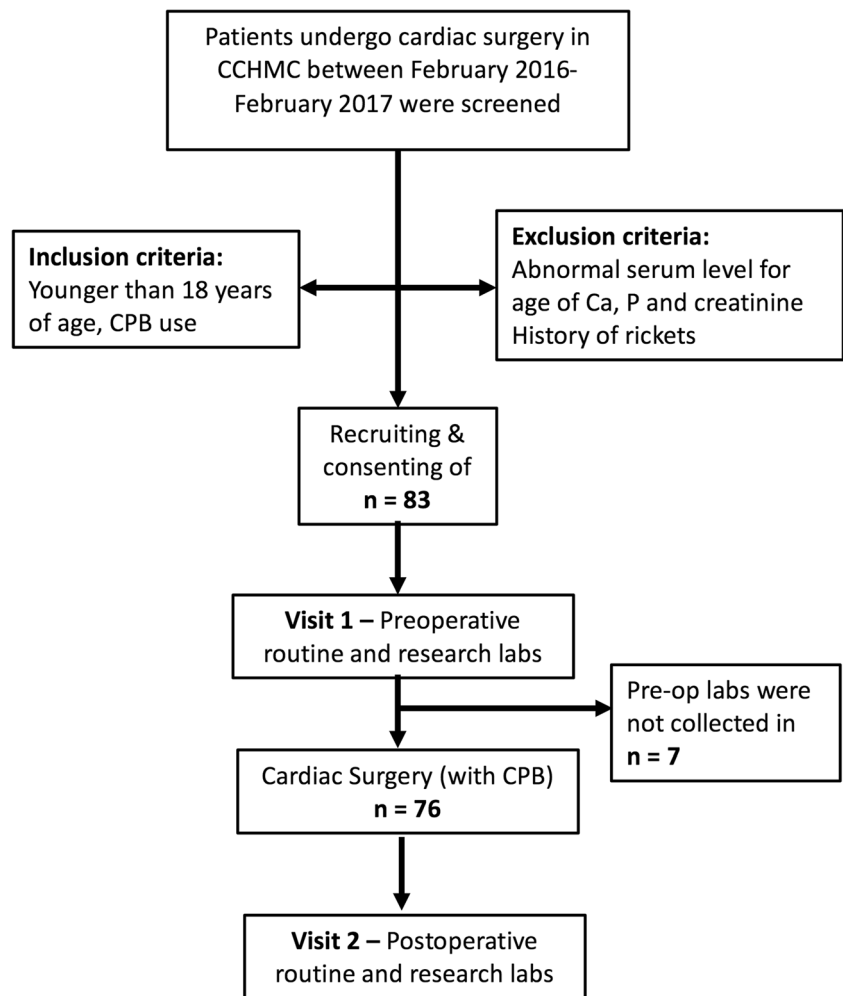 Patients undergo cardiac surgery in
CCHMC between February 2016-
February 2017 were screened
Inclusion criteria:
Younger than 18 years
of age, CPB use
Exclusion criteria:
Abnormal serum level for
age of Ca, P and creatinine
History of rickets
Recruiting &
consenting of
n = 83
Visit 1 – Preoperative
routine and research labs
Pre-op labs were
not collected in
n = 7
Cardiac Surgery (with CPB)
n = 76
Visit 2 – Postoperative
routine and research labs